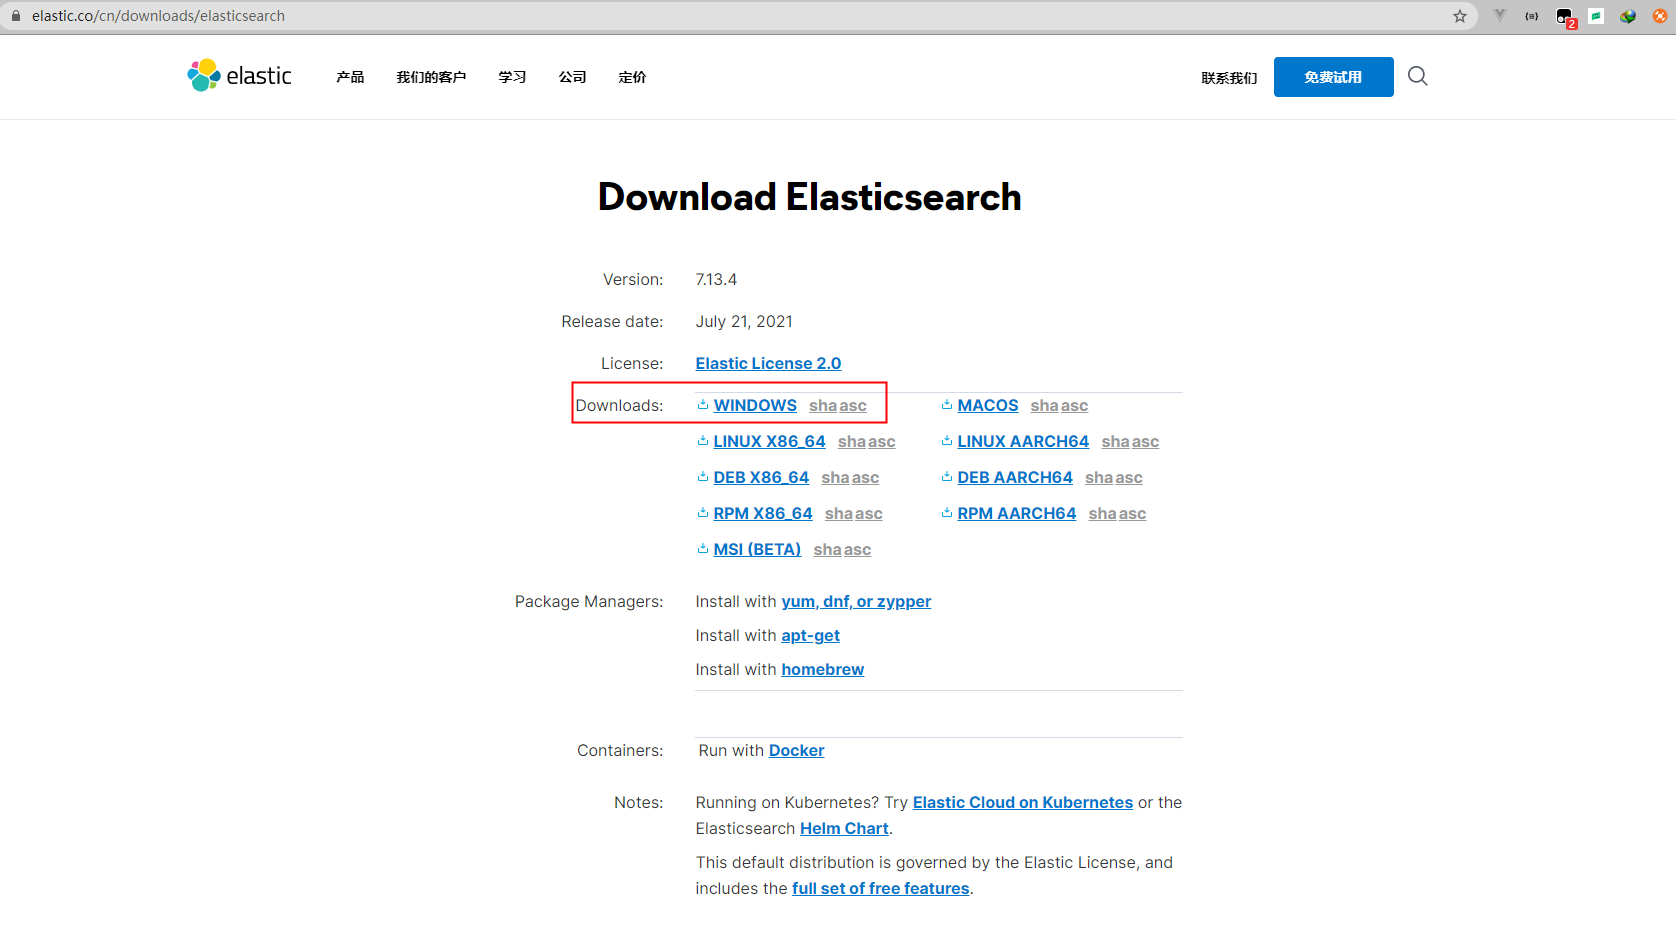 elastic.co/cn/downloads/elasticsearch
2
elastic 产品 我们的客户 学习 公司 定价 联系我们 免费试用
Download Elasticsearch
Version: 7.13.4
Release date: July 21, 2021
License: Elastic License 2.0
Downloads: WINDOWS sha asc MACOS sha asc
LINUX X86_64 sha asc LINUX AARCH64 sha asc
DEB X86_64 sha asc DEB AARCH64 sha asc
RPM X86_64 sha asc RPM AARCH64 sha asc
MSI (BETA) sha asc
Package Managers: Install with yum, dnf, or zypper
Install with apt-get
Install with homebrew
Containers: Run with Docker
Notes: Running on Kubernetes? Try Elastic Cloud on Kubernetes or the
Elasticsearch Helm Chart.
This default distribution is governed by the Elastic License, and
includes the full set of free features.